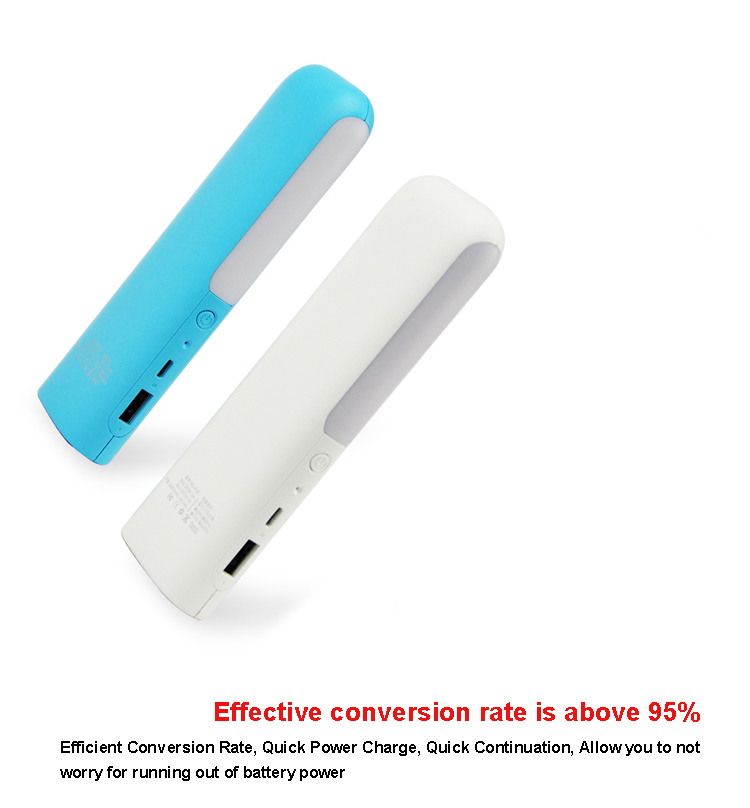 Effective conversion rate is above 95%
Efficient Conversion Rate, Quick Power Charge, Quick Continuation, Allow you to not
worry for running out of battery power